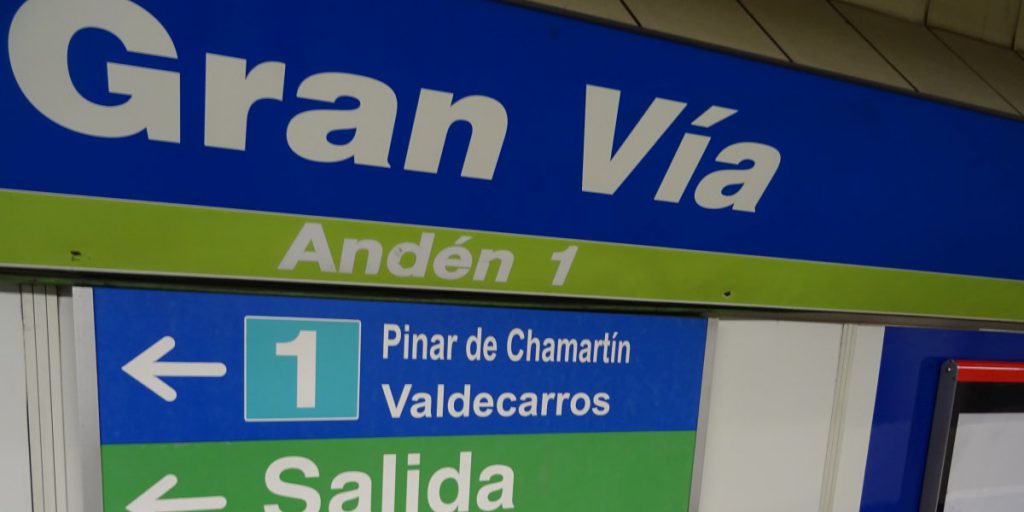 Gran Vía
Andén 1
1 Pinar de Chamartín
Valdecarros
Salida